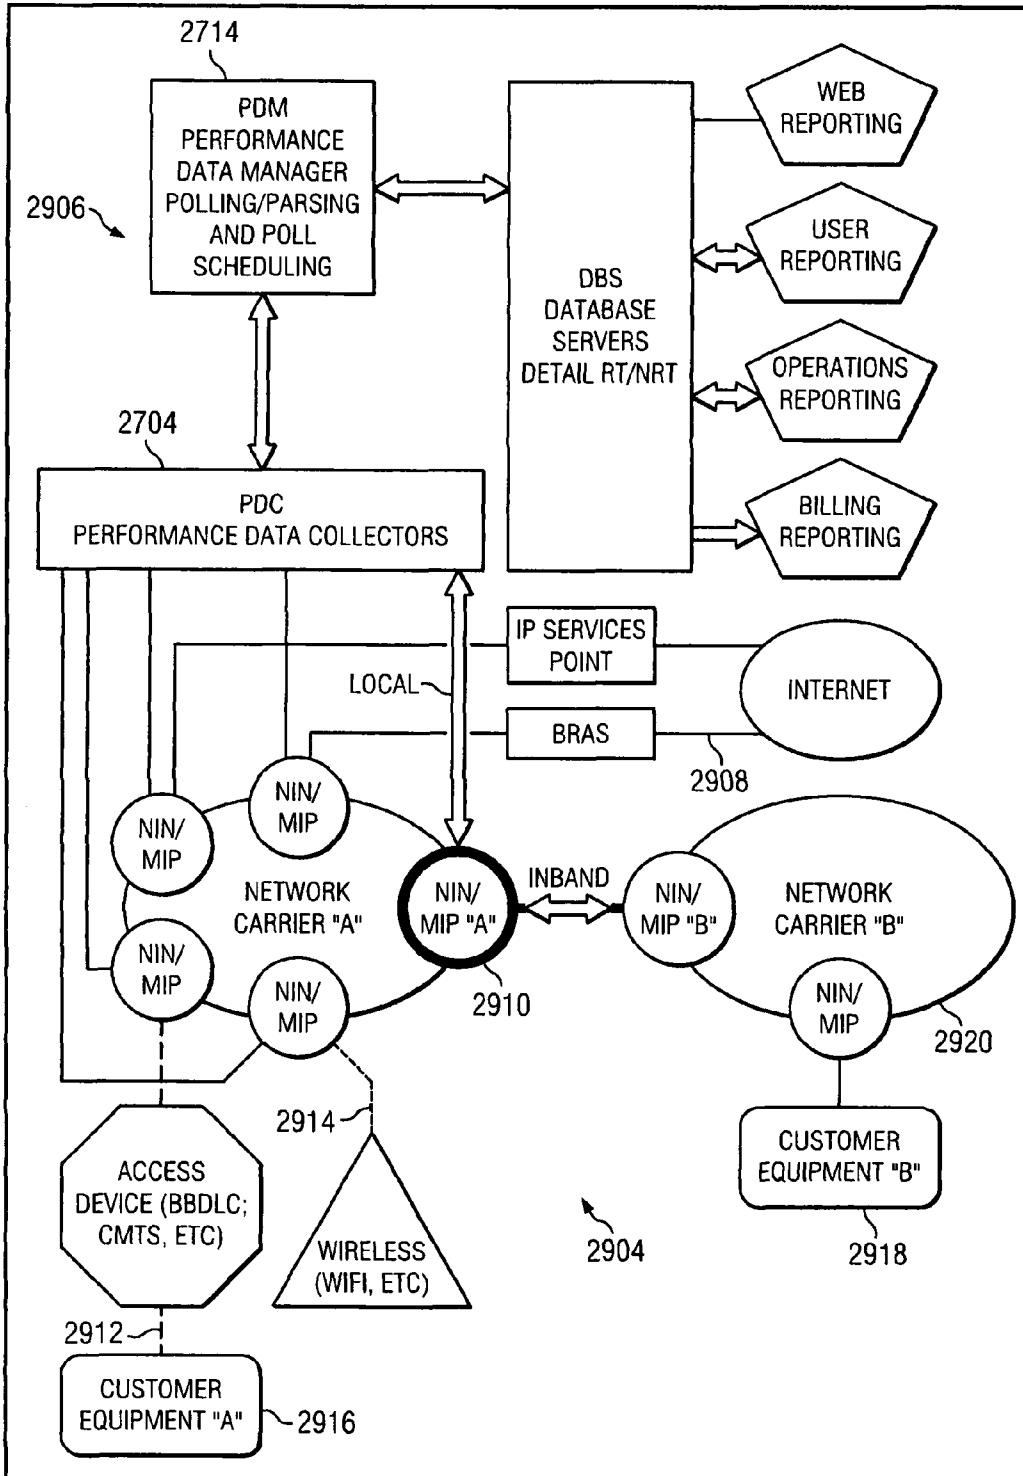 2714
PDM
PERFORMANCE
DATA MANAGER
POLLING/PARSING
AND POLL
SCHEDULING
2906
DBS
DATABASE
SERVERS
DETAIL RT/NRT
WEB
REPORTING
USER
REPORTING
OPERATIONS
REPORTING
BILLING
REPORTING
2704
PDC
PERFORMANCE DATA COLLECTORS
LOCAL
IP SERVICES
POINT
BRAS
INTERNET
2908
NIN/
MIP
NIN/
MIP
NIN/
MIP
NIN/
MIP
NETWORK
CARRIER "A"
NIN/
MIP "A"
2910
INBAND
NIN/
MIP "B"
NETWORK
CARRIER "B"
NIN/
MIP
2920
2914
ACCESS
DEVICE (BBDLC;
CMTS, ETC)
WIRELESS
(WIFI, ETC)
2904
CUSTOMER
EQUIPMENT "B"
2918
2912
CUSTOMER
EQUIPMENT "A"
2916